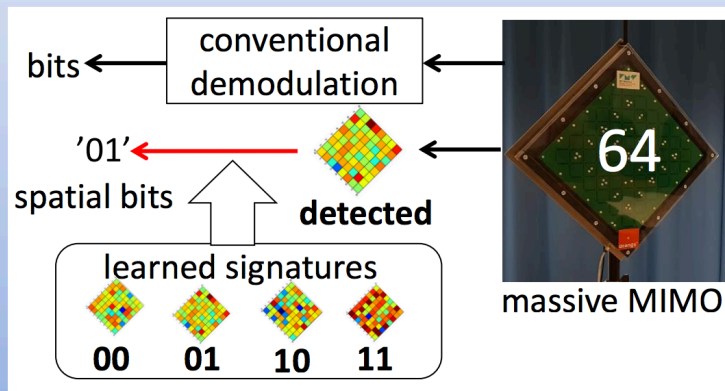 conventional
demodulation
bits
64
'01'
spatial bits
detected
massive MIMO
learned signatures
00 01 10 11